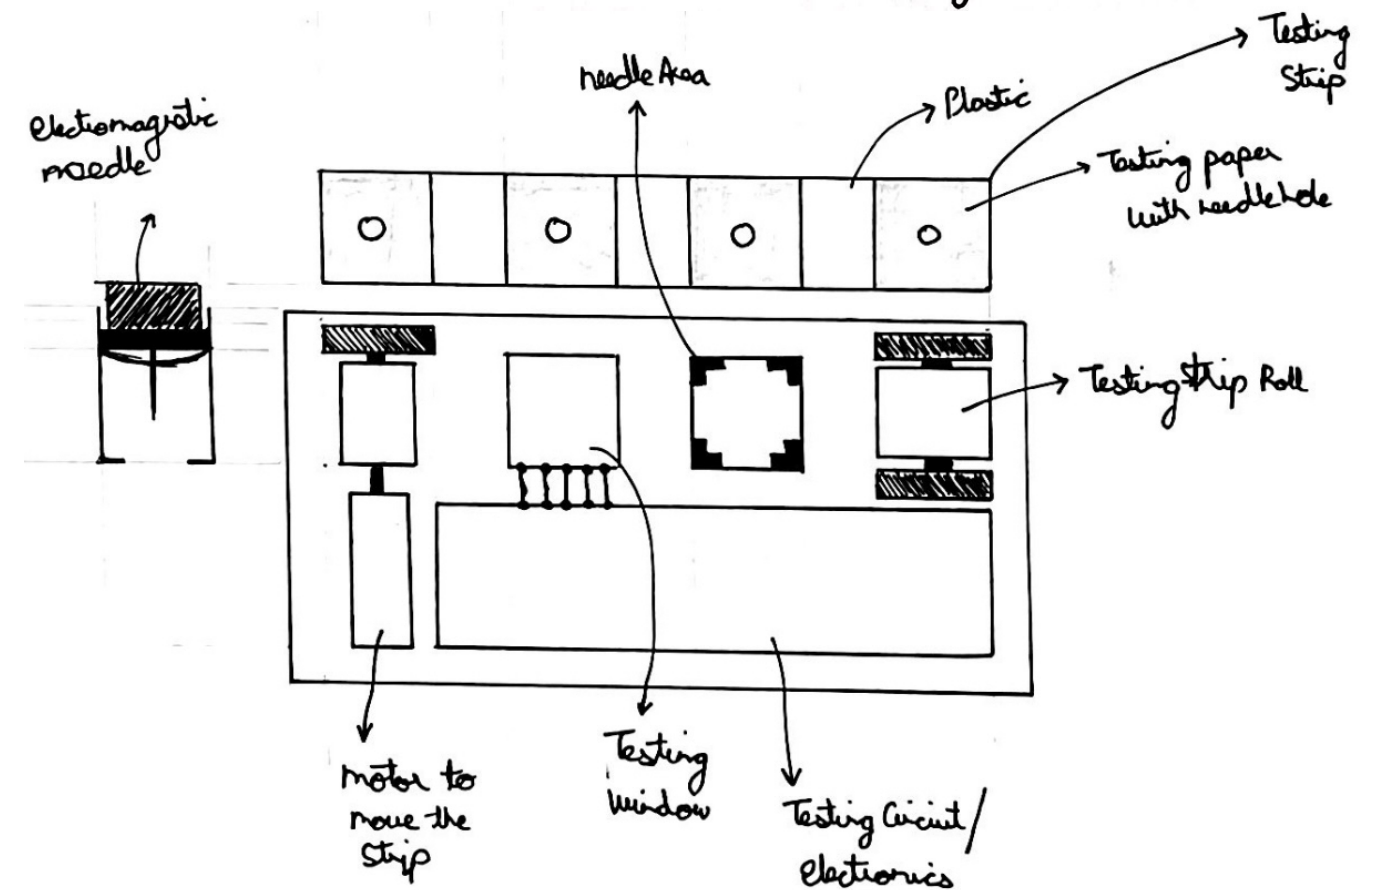 needle Area
Testing
Strip
Plastic
electromagnetic
needle
Testing paper
with needle hole
Testing Strip Roll
motor to
move the
Strip
Testing
window
Testing Circiut/
electronics